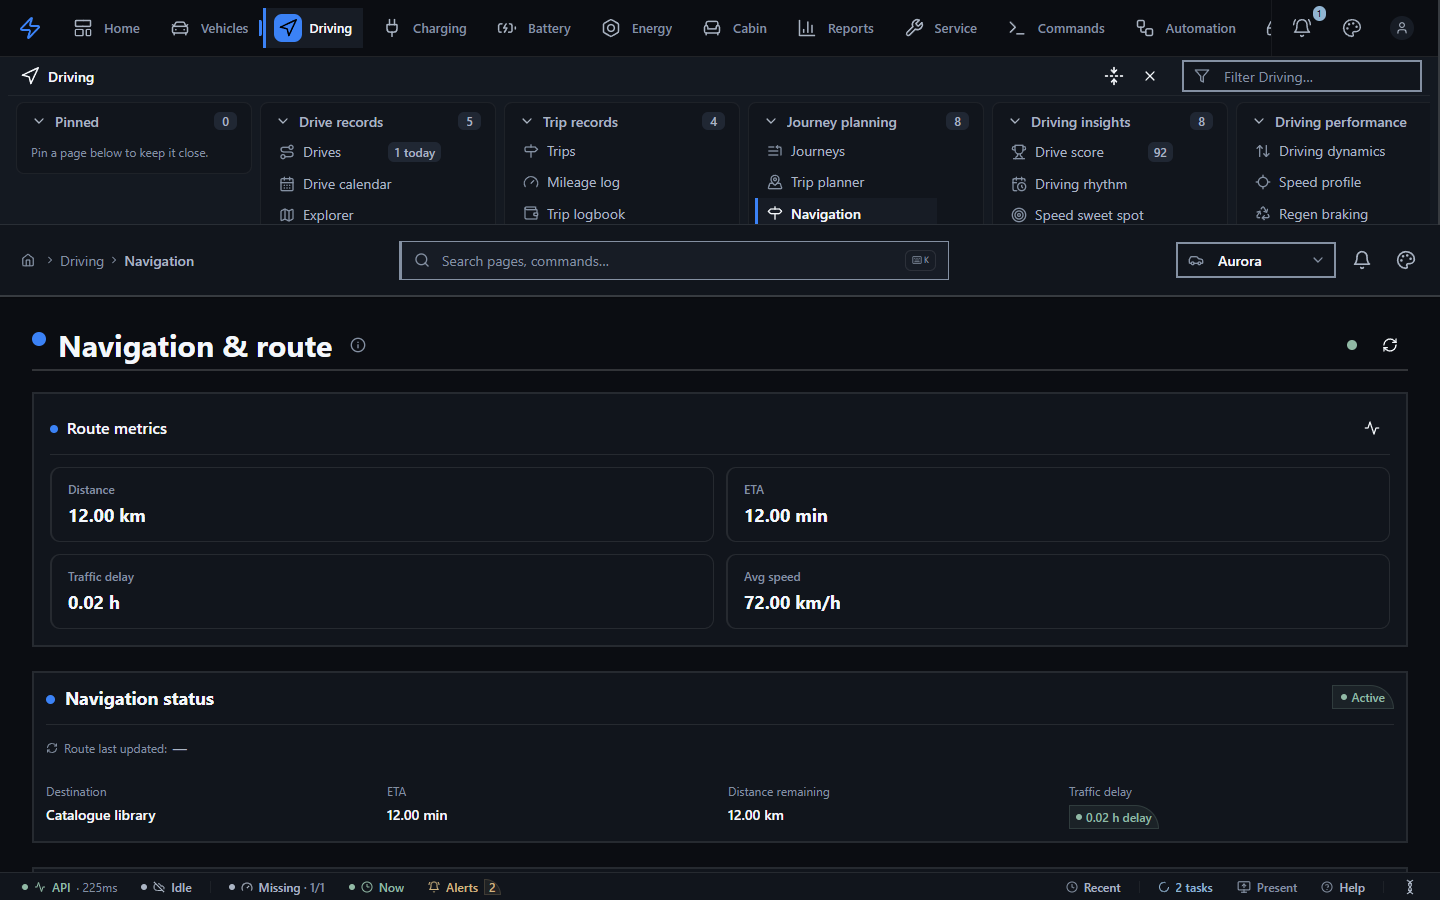 Home Vehicles Driving Charging Battery Energy Cabin Reports Service Commands Automation 1
Driving Filter Driving...
Pinned 0
Pin a page below to keep it close.
Drive records 5
Drives 1 today
Drive calendar
Explorer
Trip records 4
Trips
Mileage log
Trip logbook
Journey planning 8
Journeys
Trip planner
Navigation
Driving insights 8
Drive score 92
Driving rhythm
Speed sweet spot
Driving performance
Driving dynamics
Speed profile
Regen braking
Driving Navigation Search pages, commands... K Aurora
Navigation & route
Route metrics
Distance
12.00 km
ETA
12.00 min
Traffic delay
0.02 h
Avg speed
72.00 km/h
Navigation status Active
Route last updated: —
Destination
Catalogue library
ETA
12.00 min
Distance remaining
12.00 km
Traffic delay
0.02 h delay
API · 225ms Idle Missing · 1/1 Now Alerts 2 Recent 2 tasks Present Help